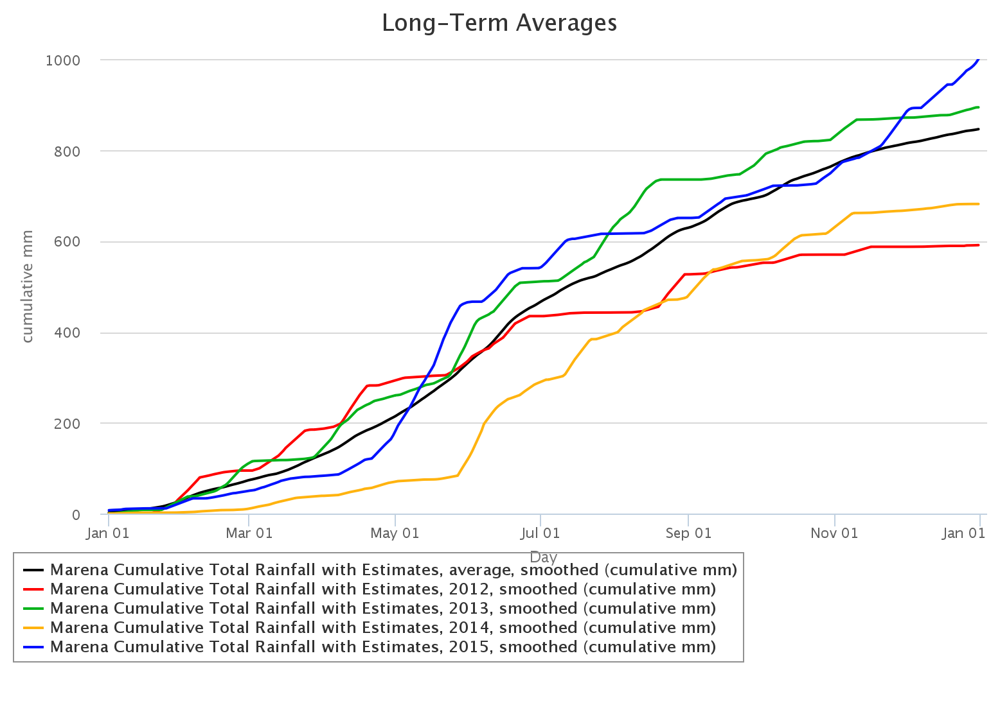 Long-Term Averages
1000
800
600
400
200
0
cumulative mm
Jan 01 Mar 01 May 01 Jul 01 Sep 01 Nov 01 Jan 01
Day
Marena Cumulative Total Rainfall with Estimates, average, smoothed (cumulative mm)
Marena Cumulative Total Rainfall with Estimates, 2012, smoothed (cumulative mm)
Marena Cumulative Total Rainfall with Estimates, 2013, smoothed (cumulative mm)
Marena Cumulative Total Rainfall with Estimates, 2014, smoothed (cumulative mm)
Marena Cumulative Total Rainfall with Estimates, 2015, smoothed (cumulative mm)